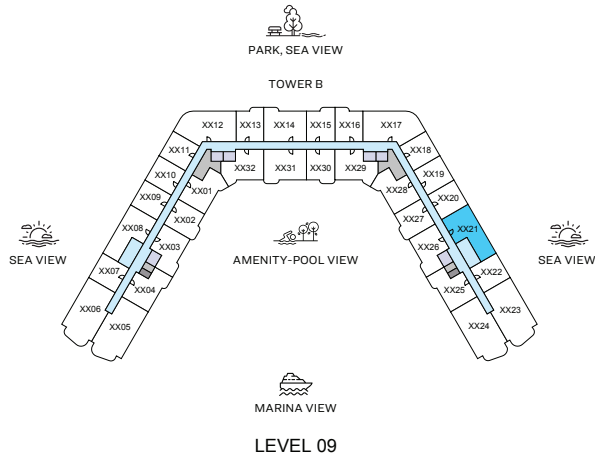 PARK, SEA VIEW
TOWER B
XX12
XX13
XX14
XX15
XX16
XX17
XX11
XX18
XX10
XX01
XX32
XX31
XX30
XX29
XX28
XX19
XX09
XX02
XX27
XX20
XX08
XX03
XX26
XX21
SEA VIEW
AMENITY-POOL VIEW
SEA VIEW
XX07
XX04
XX25
XX22
XX06
XX05
XX24
XX23
MARINA VIEW
LEVEL 09